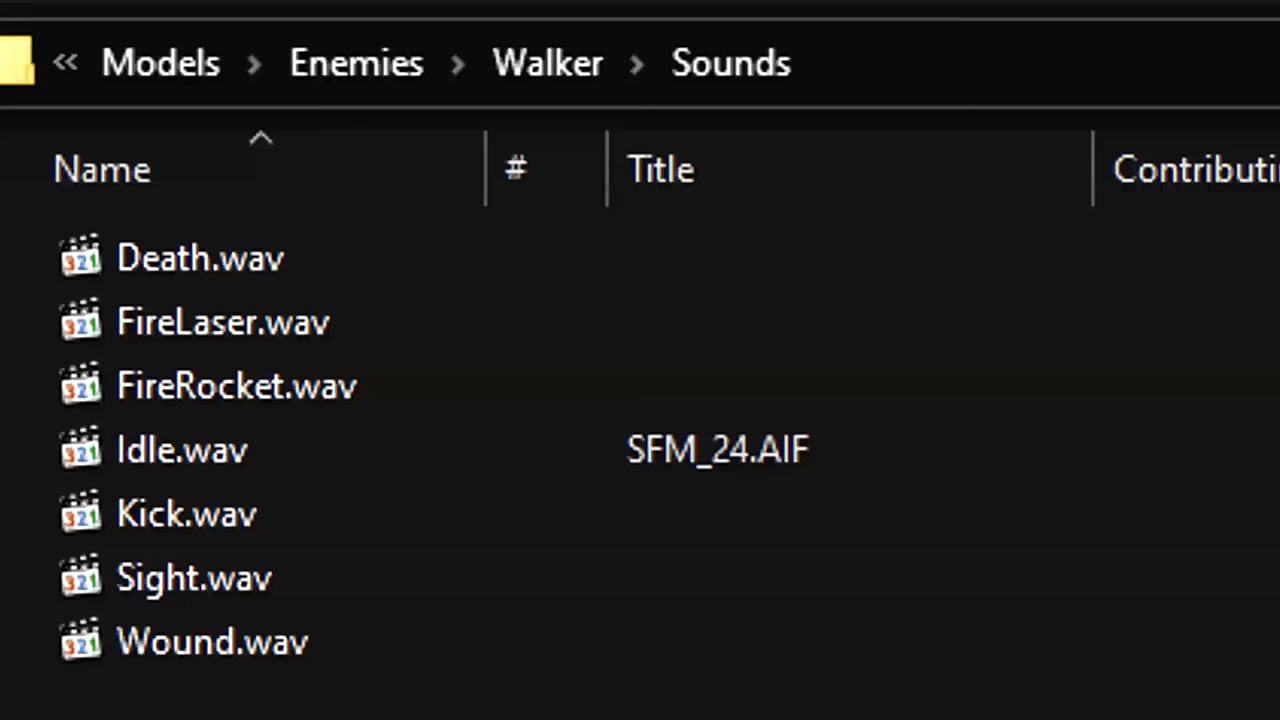 « Models > Enemies > Walker > Sounds
Name # Title Contributi
Death.wav
FireLaser.wav
FireRocket.wav
Idle.wav SFM_24.AIF
Kick.wav
Sight.wav
Wound.wav